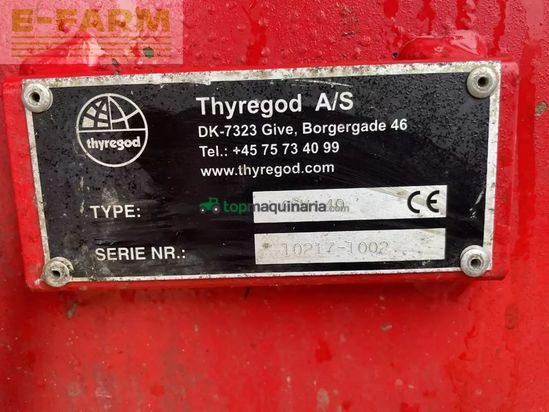 E-FARM
thyregod
Thyregod A/S
DK-7323 Give, Borgergade 46
Tel.: +45 75 73 40 99
www.thyregod.com
TYPE:
topmaquinaria.com
CE
SERIE NR.: 10217-1002